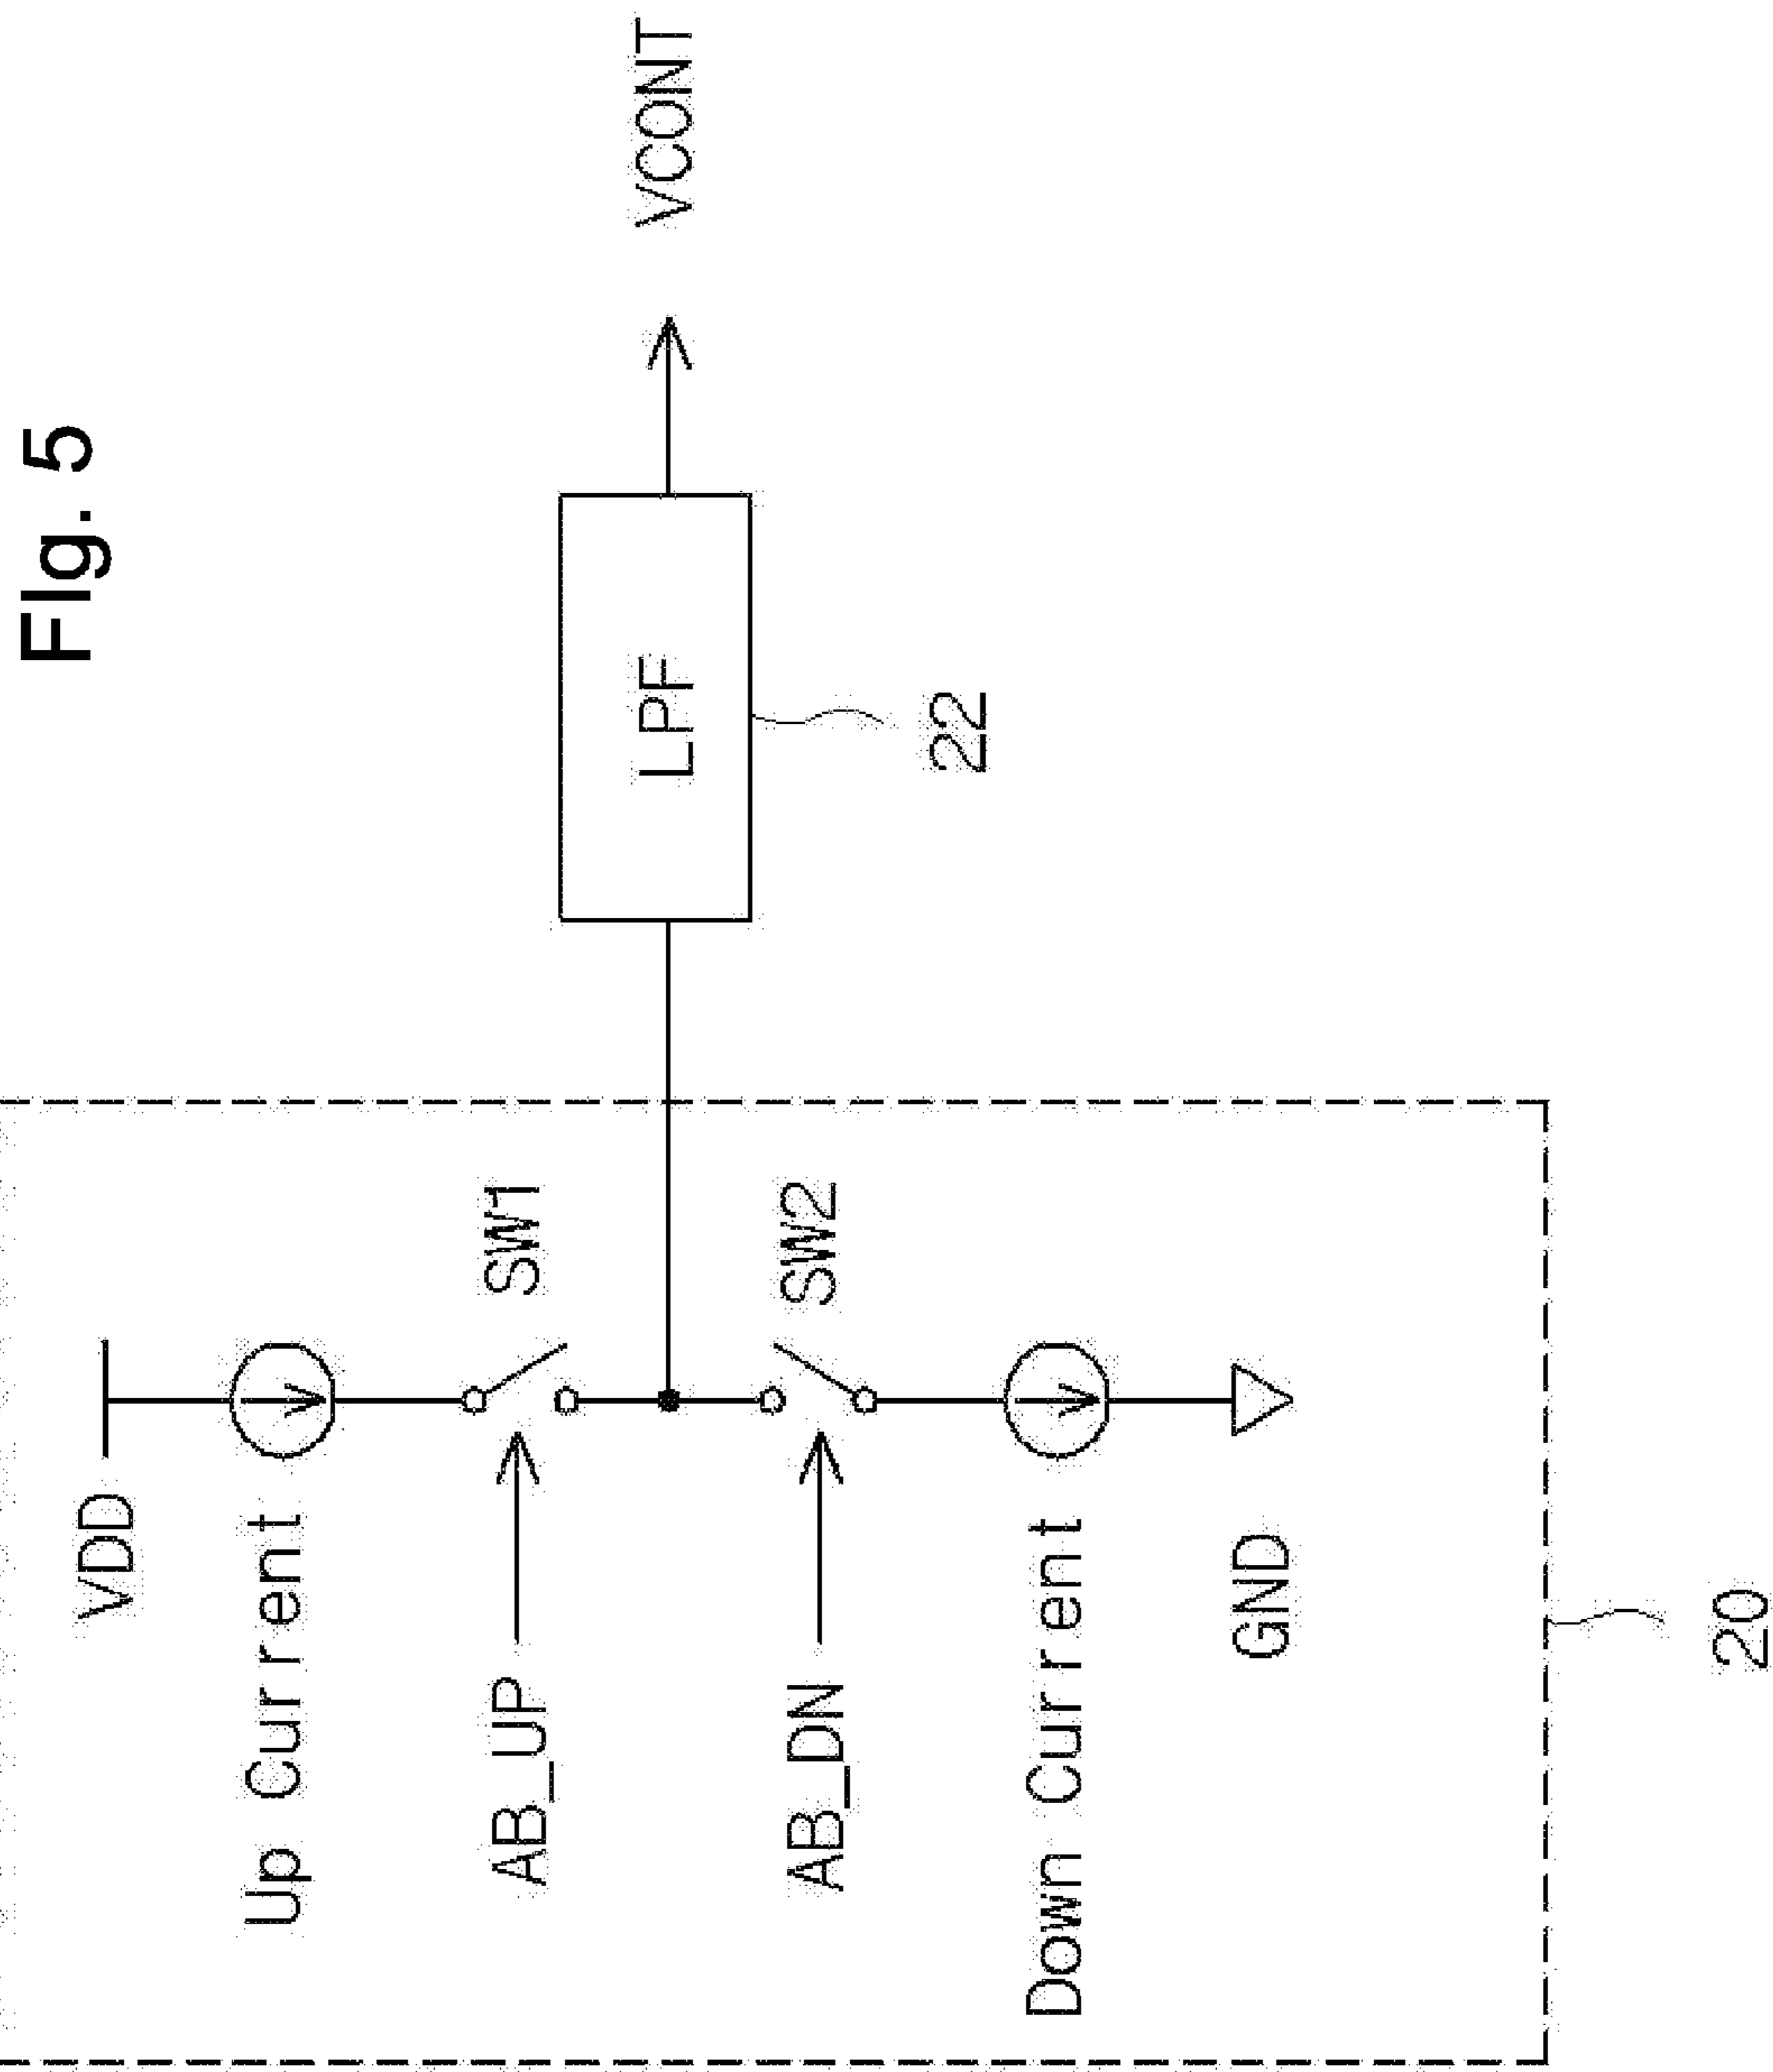 FIg. 5
VDD
Up Current
SW1
AB_UP
LPF
VCONT
22
AB_DN
SW2
Down Current
GND
20